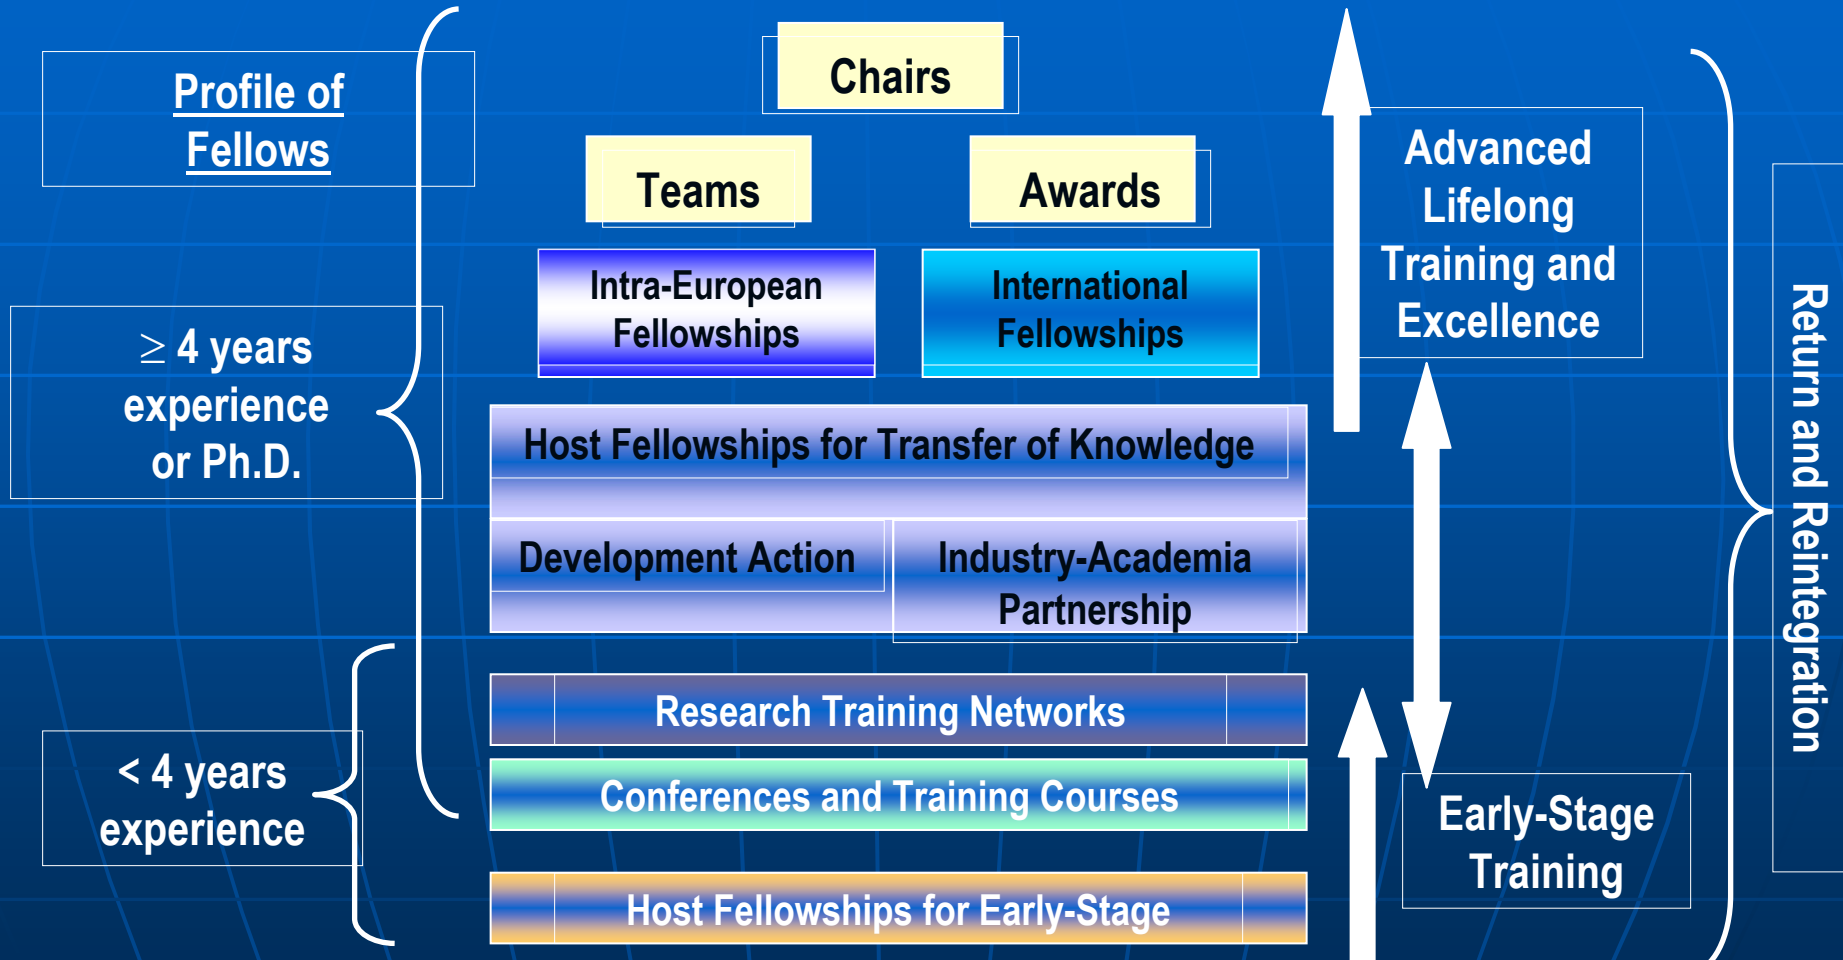 Profile of
Fellows
≥ 4 years
experience
or Ph.D.
< 4 years
experience
Chairs
Teams
Awards
Intra-European
Fellowships
International
Fellowships
Host Fellowships for Transfer of Knowledge
Development Action
Industry-Academia
Partnership
Research Training Networks
Conferences and Training Courses
Host Fellowships for Early-Stage
Advanced
Lifelong
Training and
Excellence
Early-Stage
Training
Return and Reintegration